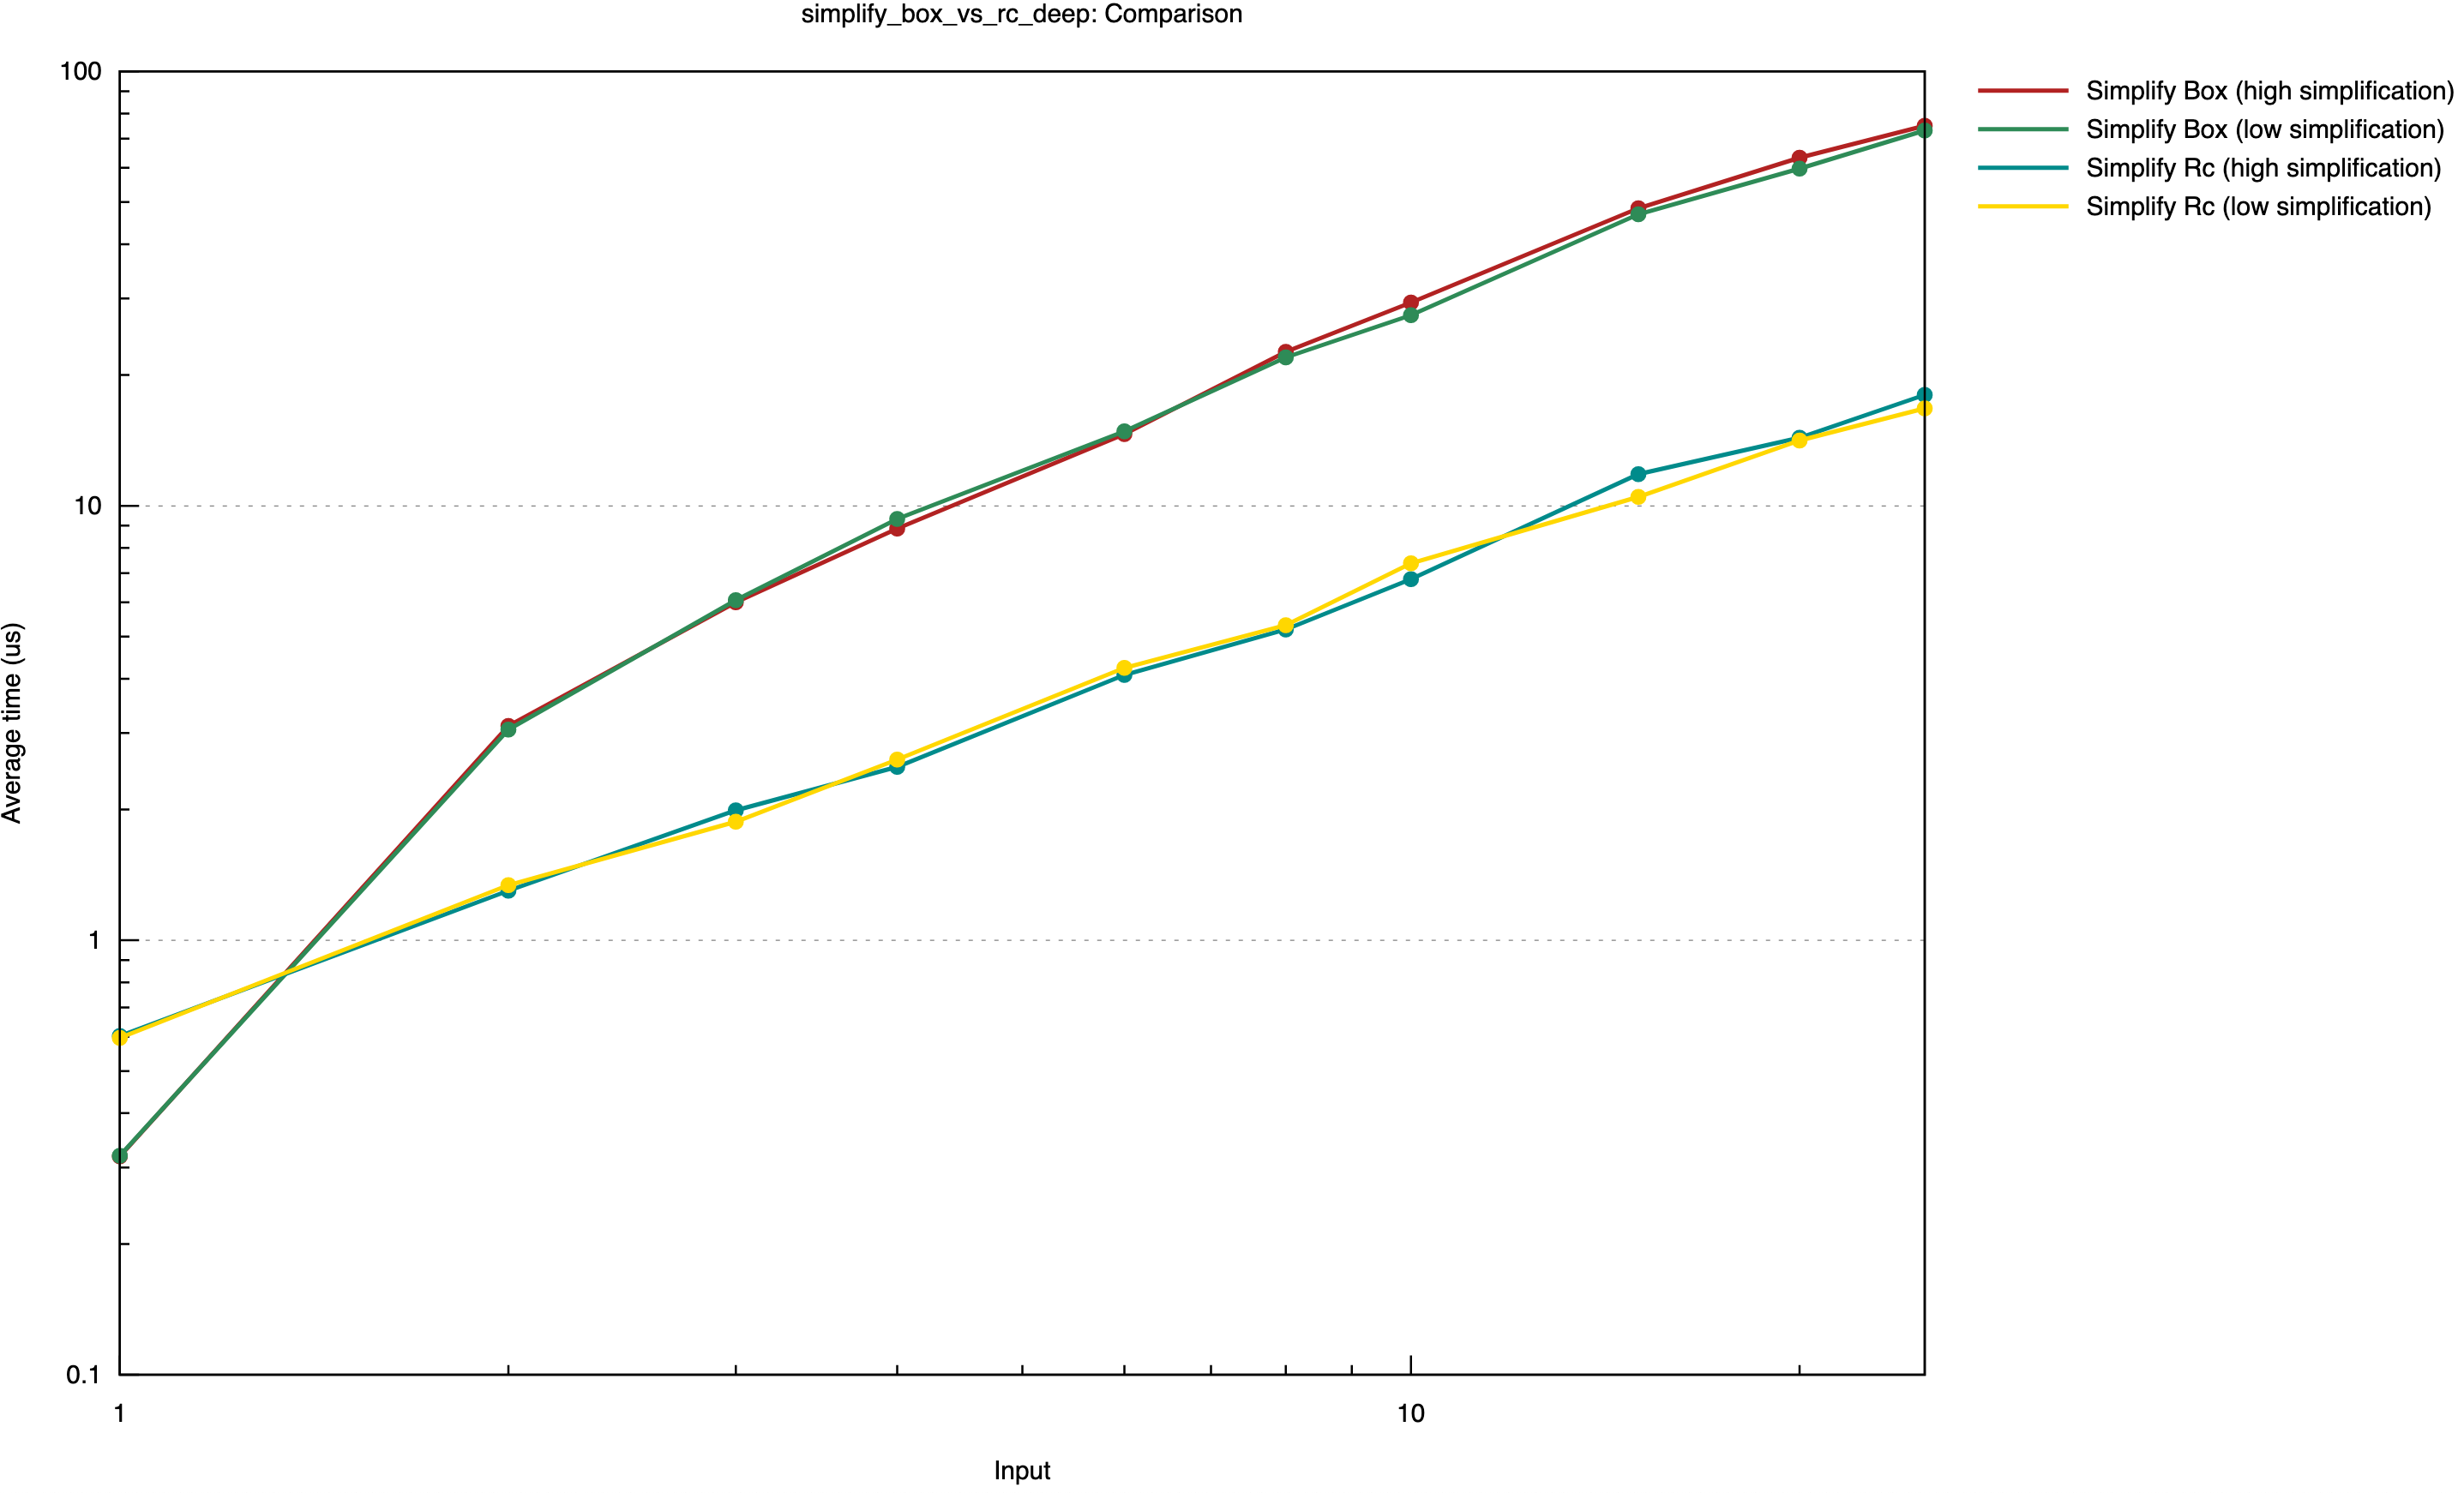 simplify_box_vs_rc_deep: Comparison
100
10
1
0.1
Average time (us)
1
10
Input
Simplify Box (high simplification)
Simplify Box (low simplification)
Simplify Rc (high simplification)
Simplify Rc (low simplification)